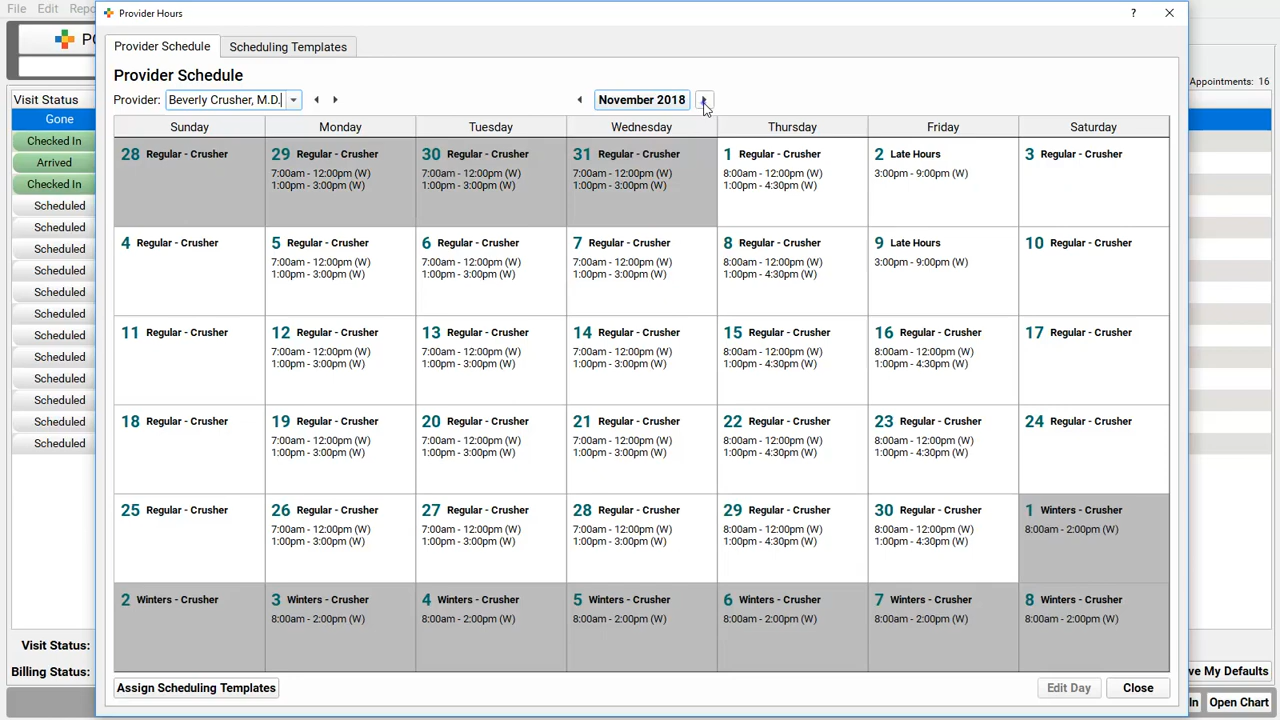 File Edit Repo
Provider Hours ?
PC
Provider Schedule Scheduling Templates
Provider Schedule
Appointments: 16
Provider: Beverly Crusher, M.D. November 2018
Visit Status
Gone
Checked In
Arrived
Checked In
Scheduled
Scheduled
Scheduled
Scheduled
Scheduled
Scheduled
Scheduled
Scheduled
Scheduled
Scheduled
Scheduled
Scheduled
Sunday Monday Tuesday Wednesday Thursday Friday Saturday
28 Regular - Crusher 29 Regular - Crusher 30 Regular - Crusher 31 Regular - Crusher 1 Regular - Crusher 2 Late Hours 3 Regular - Crusher
7:00am - 12:00pm (W) 7:00am - 12:00pm (W) 7:00am - 12:00pm (W) 8:00am - 12:00pm (W) 3:00pm - 9:00pm (W)
1:00pm - 3:00pm (W) 1:00pm - 3:00pm (W) 1:00pm - 3:00pm (W) 1:00pm - 4:30pm (W)
4 Regular - Crusher 5 Regular - Crusher 6 Regular - Crusher 7 Regular - Crusher 8 Regular - Crusher 9 Late Hours 10 Regular - Crusher
7:00am - 12:00pm (W) 7:00am - 12:00pm (W) 7:00am - 12:00pm (W) 8:00am - 12:00pm (W) 3:00pm - 9:00pm (W)
1:00pm - 3:00pm (W) 1:00pm - 3:00pm (W) 1:00pm - 3:00pm (W) 1:00pm - 4:30pm (W)
11 Regular - Crusher 12 Regular - Crusher 13 Regular - Crusher 14 Regular - Crusher 15 Regular - Crusher 16 Regular - Crusher 17 Regular - Crusher
7:00am - 12:00pm (W) 7:00am - 12:00pm (W) 7:00am - 12:00pm (W) 8:00am - 12:00pm (W) 8:00am - 12:00pm (W)
1:00pm - 3:00pm (W) 1:00pm - 3:00pm (W) 1:00pm - 3:00pm (W) 1:00pm - 4:30pm (W) 1:00pm - 4:30pm (W)
18 Regular - Crusher 19 Regular - Crusher 20 Regular - Crusher 21 Regular - Crusher 22 Regular - Crusher 23 Regular - Crusher 24 Regular - Crusher
7:00am - 12:00pm (W) 7:00am - 12:00pm (W) 7:00am - 12:00pm (W) 8:00am - 12:00pm (W) 8:00am - 12:00pm (W)
1:00pm - 3:00pm (W) 1:00pm - 3:00pm (W) 1:00pm - 3:00pm (W) 1:00pm - 4:30pm (W) 1:00pm - 4:30pm (W)
25 Regular - Crusher 26 Regular - Crusher 27 Regular - Crusher 28 Regular - Crusher 29 Regular - Crusher 30 Regular - Crusher 1 Winters - Crusher
7:00am - 12:00pm (W) 7:00am - 12:00pm (W) 7:00am - 12:00pm (W) 8:00am - 12:00pm (W) 8:00am - 12:00pm (W) 8:00am - 2:00pm (W)
1:00pm - 3:00pm (W) 1:00pm - 3:00pm (W) 1:00pm - 3:00pm (W) 1:00pm - 4:30pm (W) 1:00pm - 4:30pm (W)
2 Winters - Crusher 3 Winters - Crusher 4 Winters - Crusher 5 Winters - Crusher 6 Winters - Crusher 7 Winters - Crusher 8 Winters - Crusher
8:00am - 2:00pm (W) 8:00am - 2:00pm (W) 8:00am - 2:00pm (W) 8:00am - 2:00pm (W) 8:00am - 2:00pm (W) 8:00am - 2:00pm (W)
Visit Status:
Billing Status: ve My Defaults
Assign Scheduling Templates Edit Day Close
In Open Chart